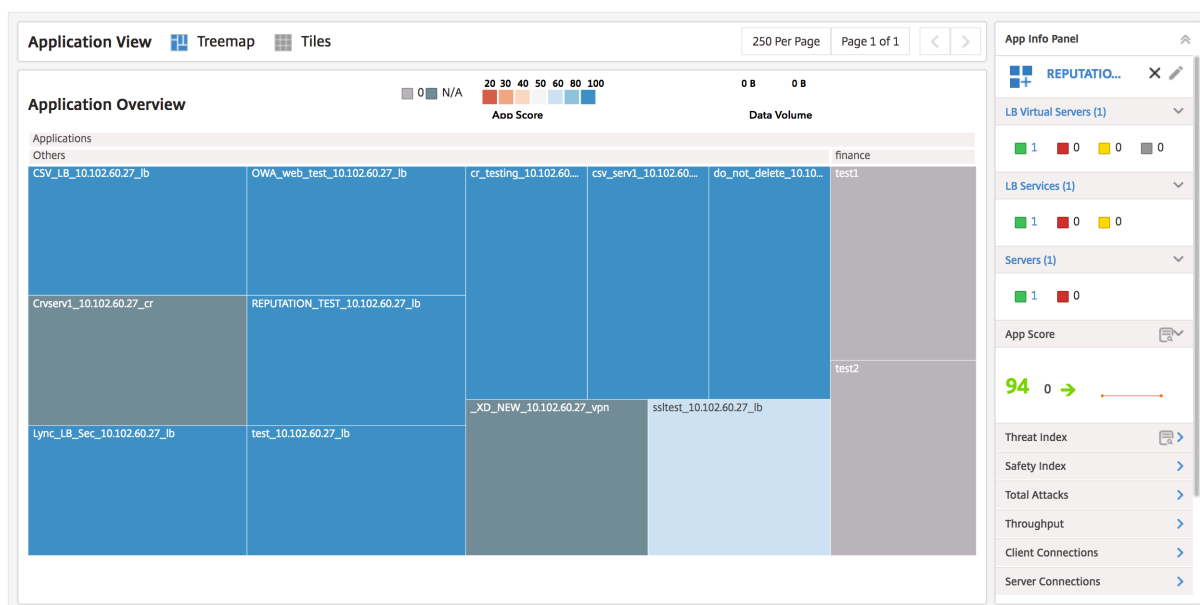 Application View Treemap Tiles 250 Per Page Page 1 of 1
Application Overview
0 N/A
20 30 40 50 60 80 100
App Score
0 B 0 B
Data Volume
Applications
Others finance
CSV_LB_10.102.60.27_lb OWA_web_test_10.102.60.27_lb cr_testing_10.102.60.... csv_serv1_10.102.60.... do_not_delete_10.10... test1
Crvserv1_10.102.60.27_cr REPUTATION_TEST_10.102.60.27_lb
test2
_XD_NEW_10.102.60.27_vpn ssltest_10.102.60.27_lb
Lync_LB_Sec_10.102.60.27_lb test_10.102.60.27_lb
App Info Panel
REPUTATIO...
LB Virtual Servers (1)
1 0 0 0
LB Services (1)
1 0 0
Servers (1)
1 0
App Score
94 0
Threat Index
Safety Index
Total Attacks
Throughput
Client Connections
Server Connections